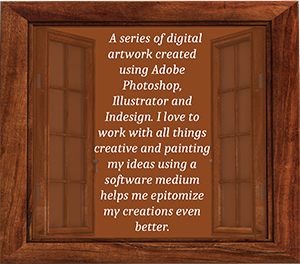 A series of digital
artwork created
using Adobe
Photoshop,
Illustrator and
Indesign. I love to
work with all things
creative and painting
my ideas using a
software medium
helps me epitomize
my creations even
better.